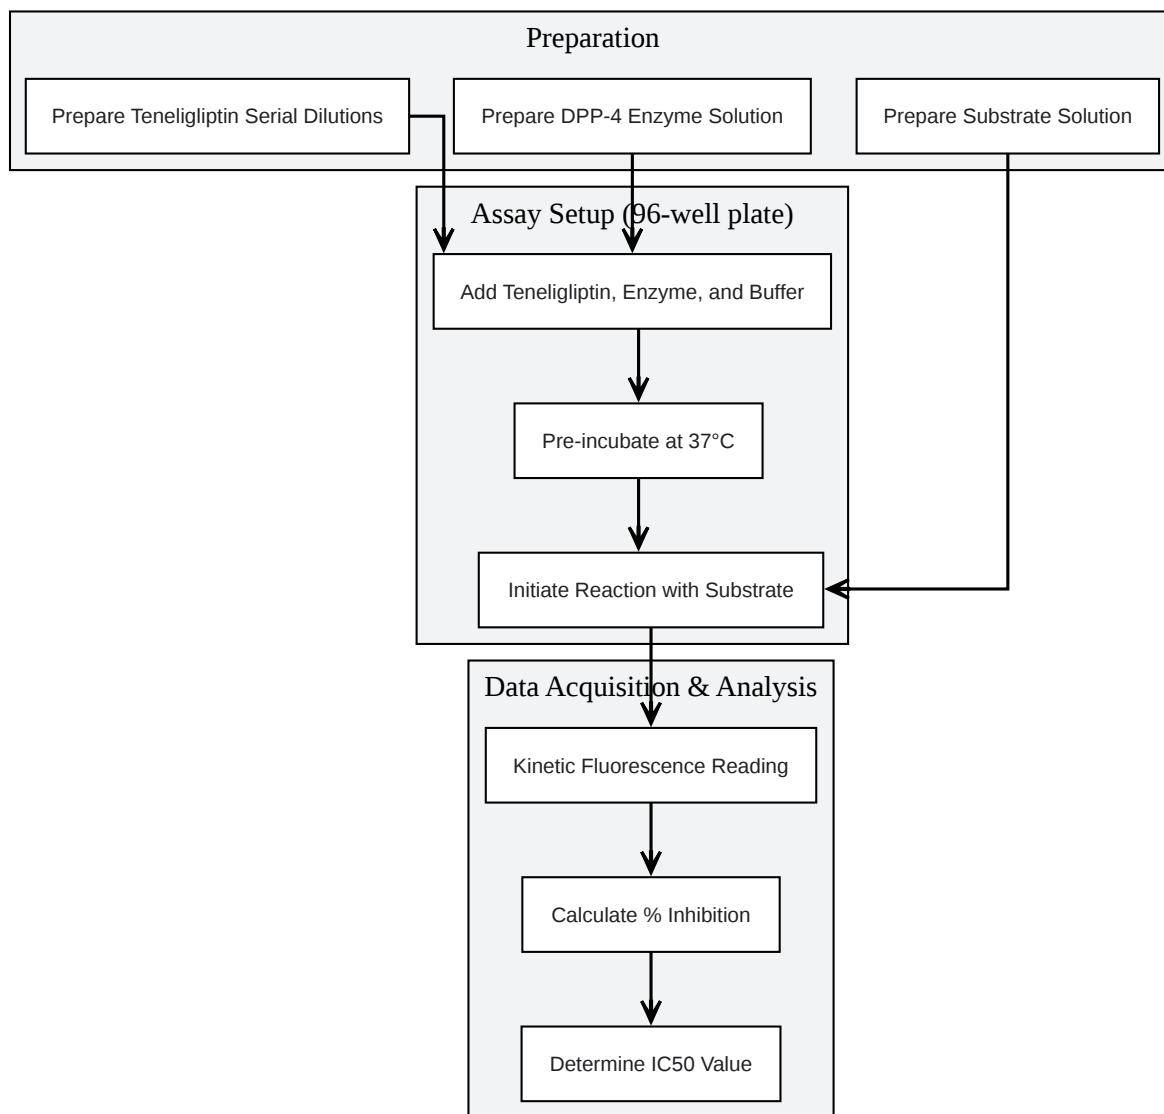 Preparation
Prepare Teneligliptin Serial Dilutions
Prepare DPP-4 Enzyme Solution
Prepare Substrate Solution
Assay Setup (96-well plate)
Add Teneligliptin, Enzyme, and Buffer
Pre-incubate at 37°C
Initiate Reaction with Substrate
Data Acquisition & Analysis
Kinetic Fluorescence Reading
Calculate % Inhibition
Determine IC50 Value